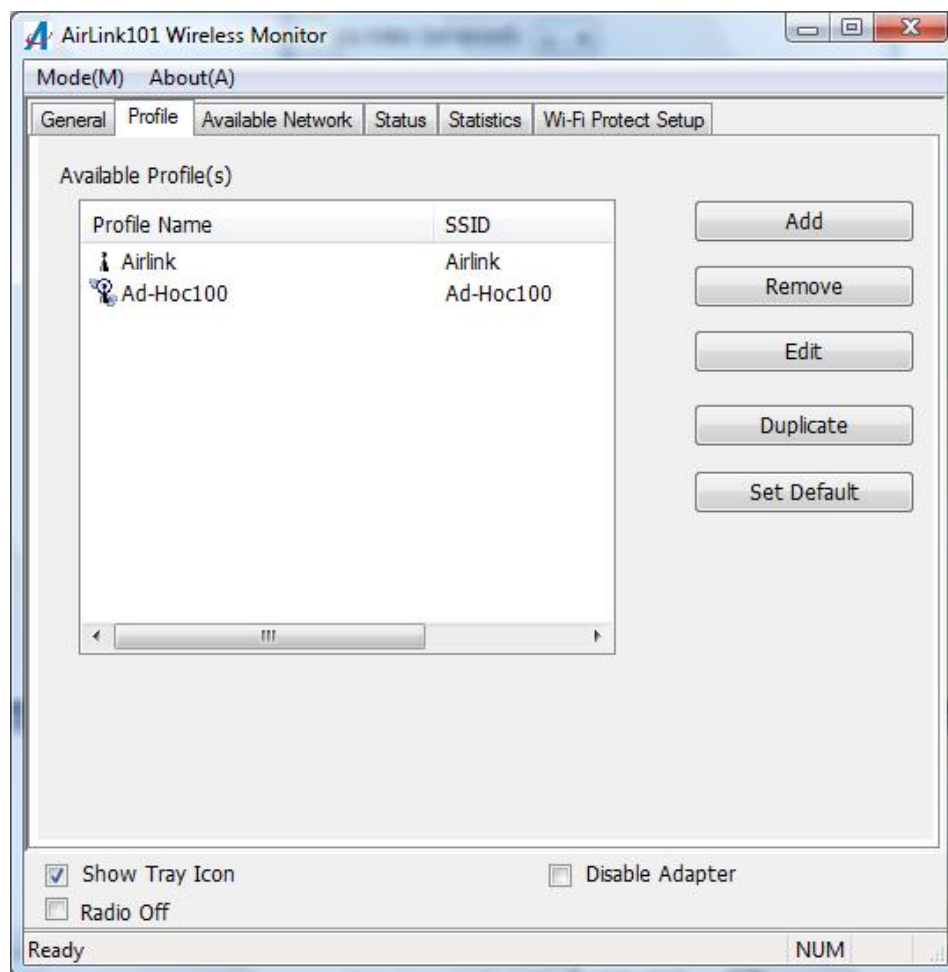 AirLink101 Wireless Monitor
Mode(M) About(A)
General Profile Available Network Status Statistics Wi-Fi Protect Setup
Available Profile(s)
Profile Name SSID
Airlink Airlink
Ad-Hoc100 Ad-Hoc100
Add
Remove
Edit
Duplicate
Set Default
Show Tray Icon Disable Adapter
Radio Off
Ready NUM